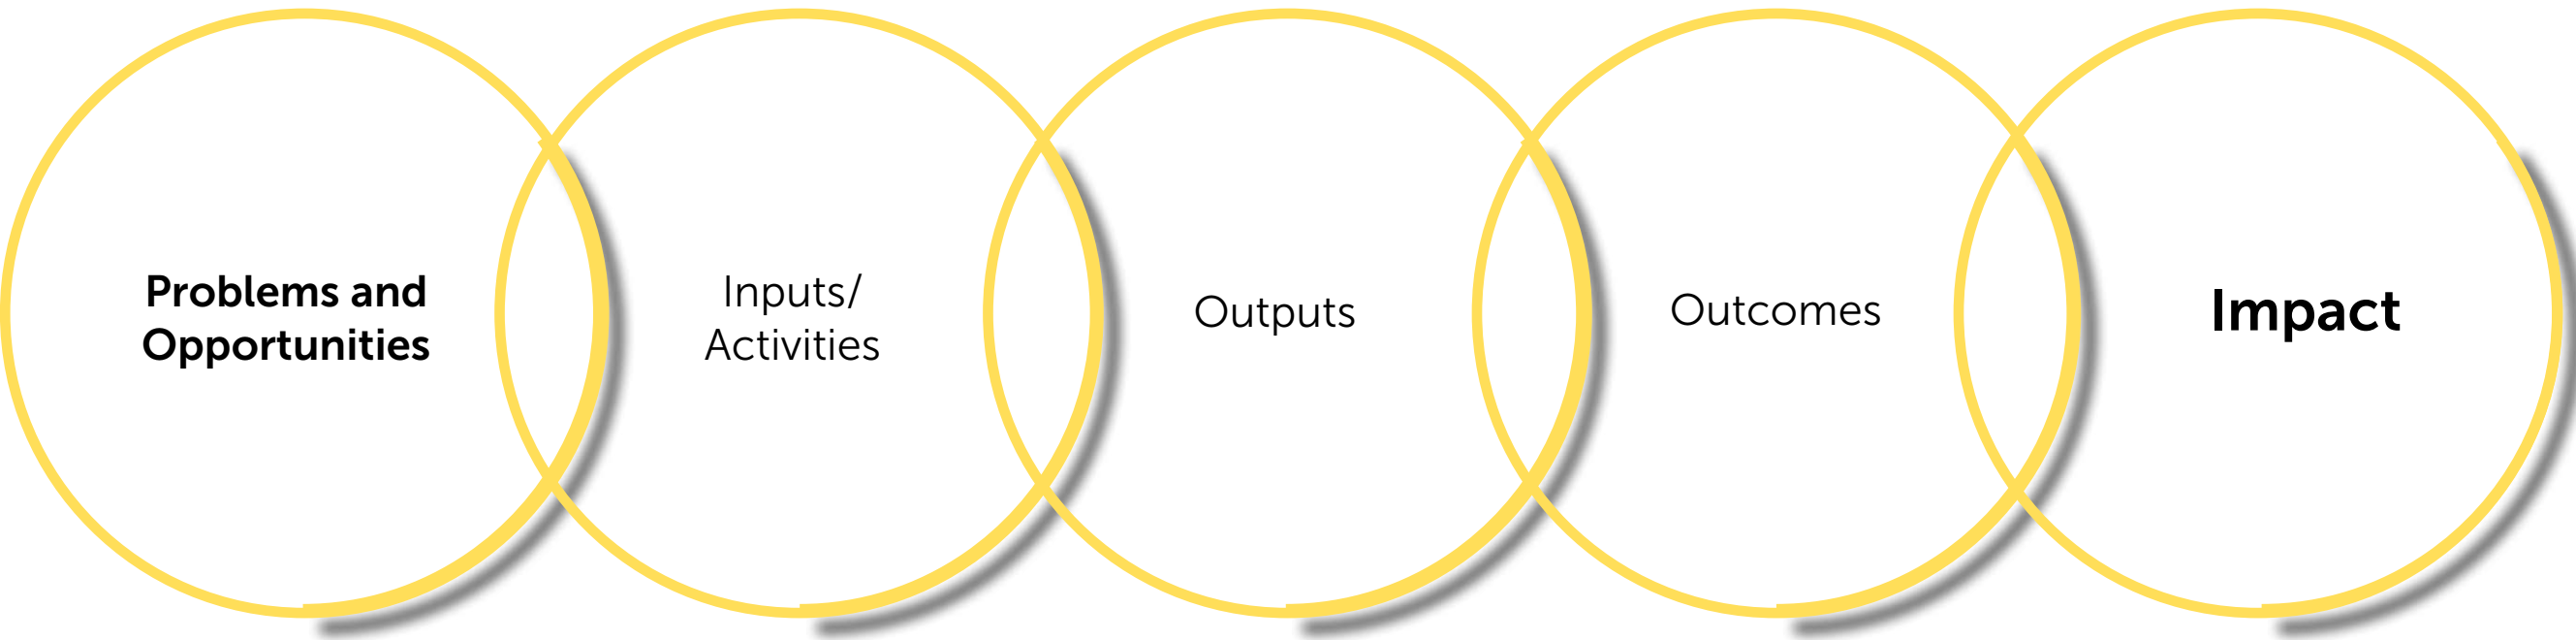 Problems and
Opportunities
Inputs/
Activities
Outputs
Outcomes
Impact